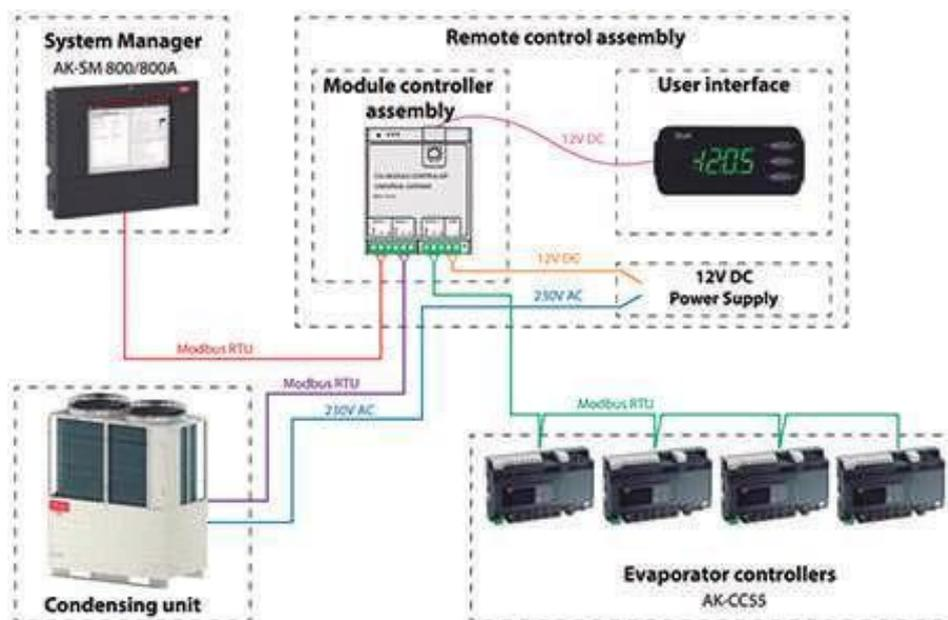 System Manager
AK-SM 800/800A
Remote control assembly
Module controller
assembly
User interface
12V DC
12V DC
230V AC
12V DC
Power Supply
Modbus RTU
Modbus RTU
230V AC
Modbus RTU
Condensing unit
Evaporator controllers
AK-CC55